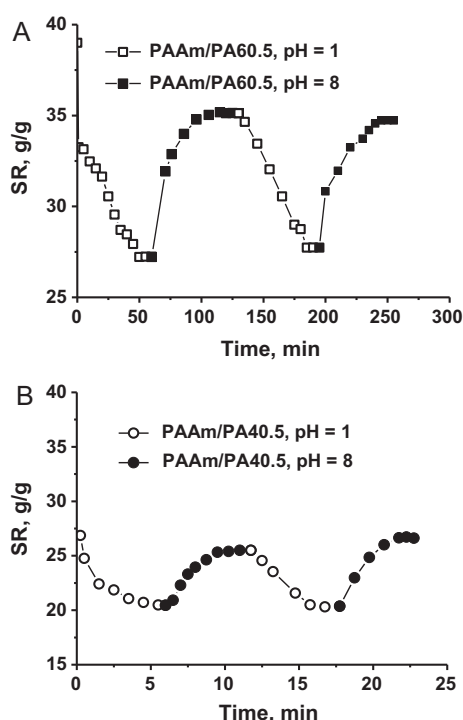 A
40
PAAm/PA60.5, pH = 1
PAAm/PA60.5, pH = 8
35
SR, g/g
30
25
0 50 100 150 200 250 300
Time, min
B
40
PAAm/PA40.5, pH = 1
35
PAAm/PA40.5, pH = 8
30
SR, g/g
25
20
15
0 5 10 15 20 25
Time, min